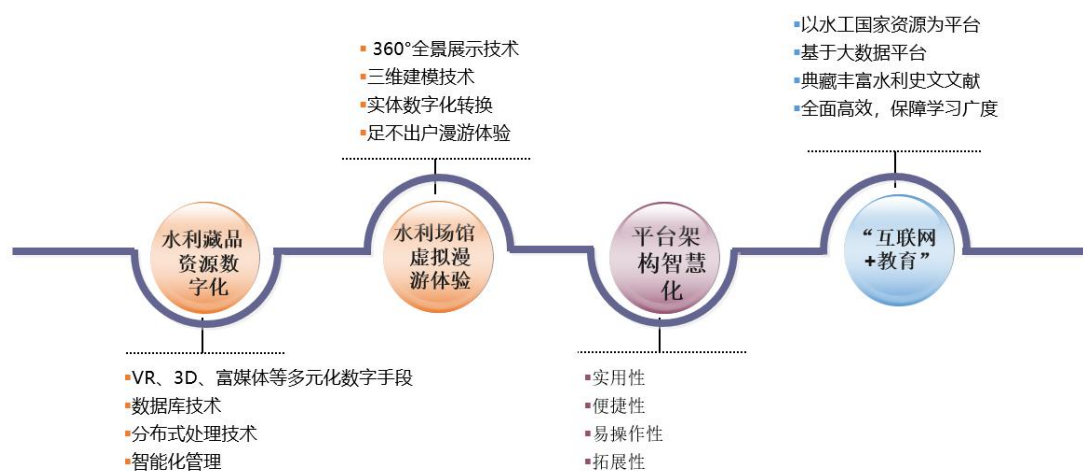 360°全景展示技术
三维建模技术
实体数字化转换
足不出户漫游体验
以水工国家资源为平台
基于大数据平台
典藏丰富水利史文文献
全面高效，保障学习广度
水利藏品
资源数
字化
水利场馆
虚拟漫
游体验
平台架
构智慧
化
“互联网
+教育”
VR、3D、富媒体等多元化数字手段
数据库技术
分布式处理技术
智能化管理
实用性
便捷性
易操作性
拓展性